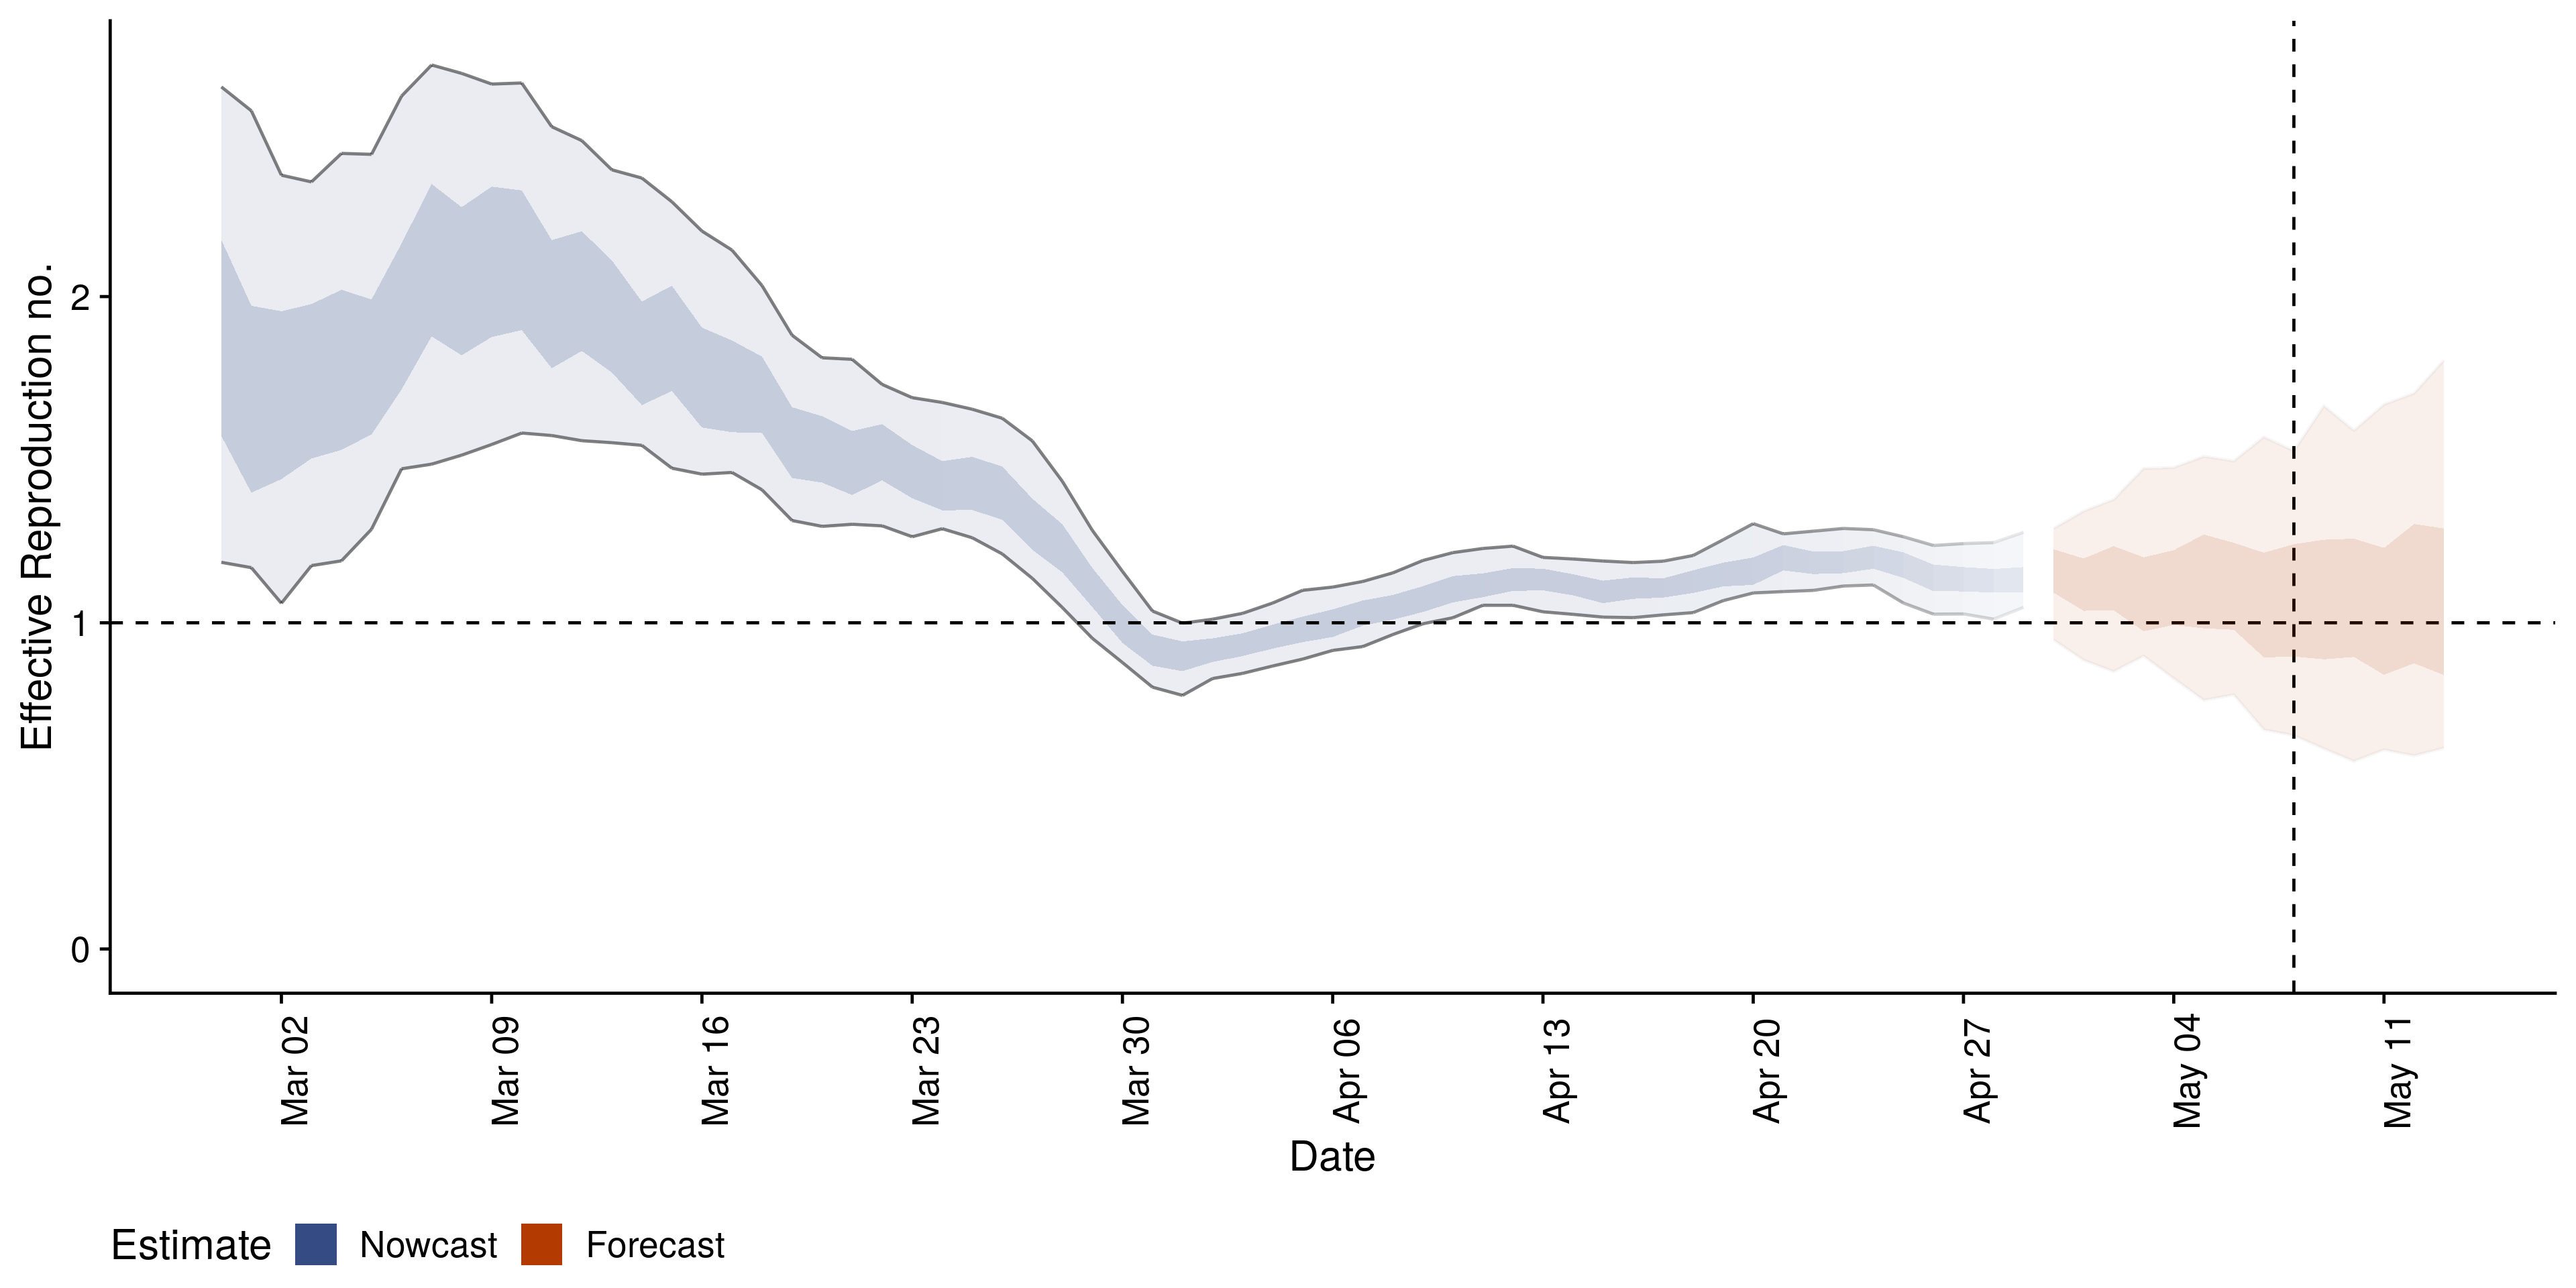 Effective Reproduction no.
2
1
0
Mar 02
Mar 09
Mar 16
Mar 23
Mar 30
Apr 06
Apr 13
Apr 20
Apr 27
May 04
May 11
Date
Estimate Nowcast Forecast